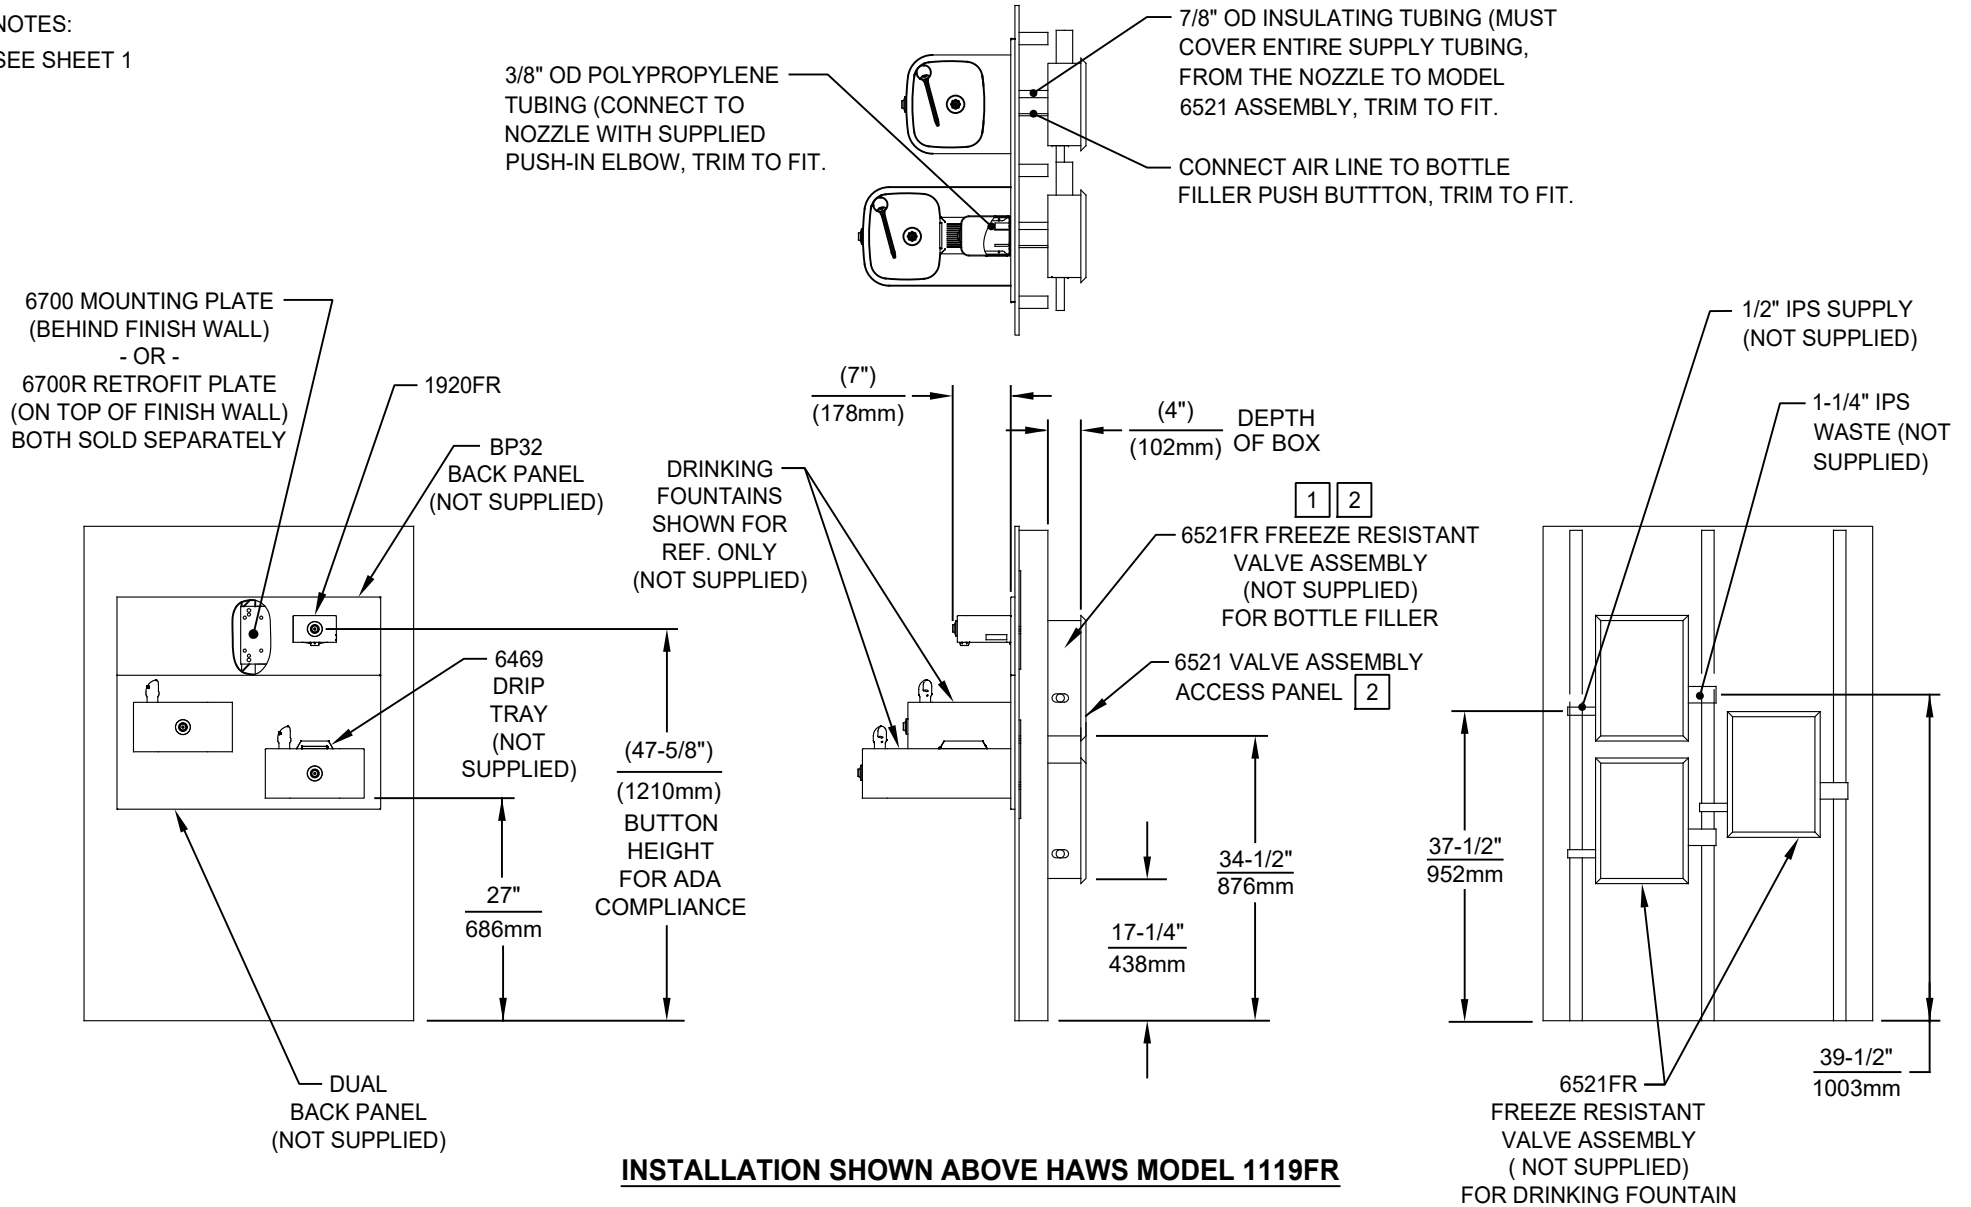 NOTES:
SEE SHEET 1
3/8" OD POLYPROPYLENE
TUBING (CONNECT TO
NOZZLE WITH SUPPLIED
PUSH-IN ELBOW, TRIM TO FIT.
7/8" OD INSULATING TUBING (MUST
COVER ENTIRE SUPPLY TUBING,
FROM THE NOZZLE TO MODEL
6521 ASSEMBLY, TRIM TO FIT.
CONNECT AIR LINE TO BOTTLE
FILLER PUSH BUTTTON, TRIM TO FIT.
6700 MOUNTING PLATE
(BEHIND FINISH WALL)
- OR -
6700R RETROFIT PLATE
(ON TOP OF FINISH WALL)
BOTH SOLD SEPARATELY
1920FR
BP32
BACK PANEL
(NOT SUPPLIED)
6469
DRIP
TRAY
(NOT
SUPPLIED)
27"
686mm
(47-5/8")
(1210mm)
BUTTON
HEIGHT
FOR ADA
COMPLIANCE
DUAL
BACK PANEL
(NOT SUPPLIED)
(7")
(178mm)
(4")
(102mm)
DEPTH
OF BOX
DRINKING
FOUNTAINS
SHOWN FOR
REF. ONLY
(NOT SUPPLIED)
1 2
6521FR FREEZE RESISTANT
VALVE ASSEMBLY
(NOT SUPPLIED)
FOR BOTTLE FILLER
6521 VALVE ASSEMBLY
ACCESS PANEL 2
34-1/2"
876mm
17-1/4"
438mm
1/2" IPS SUPPLY
(NOT SUPPLIED)
1-1/4" IPS
WASTE (NOT
SUPPLIED)
37-1/2"
952mm
39-1/2"
1003mm
6521FR
FREEZE RESISTANT
VALVE ASSEMBLY
( NOT SUPPLIED)
FOR DRINKING FOUNTAIN
INSTALLATION SHOWN ABOVE HAWS MODEL 1119FR